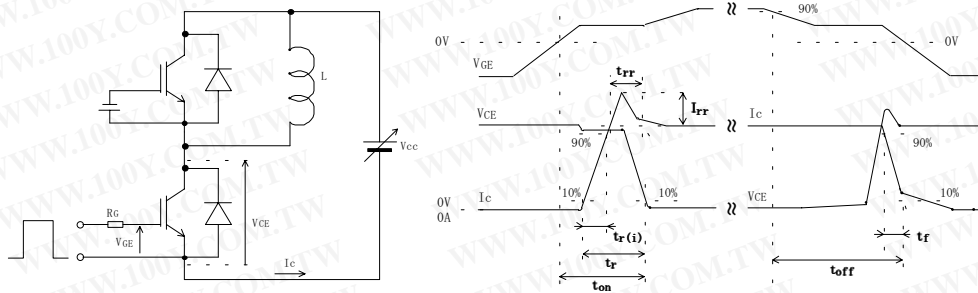 L
Vcc
RG
VGE
VCE
Ic
0V
VGE
90%
0V
trr
Irr
VCE
Ic
90%
90%
10%
10%
10%
Ic
VCE
0V
0A
tr(i)
tr
ton
tf
toff
WWW.100Y.COM.TW